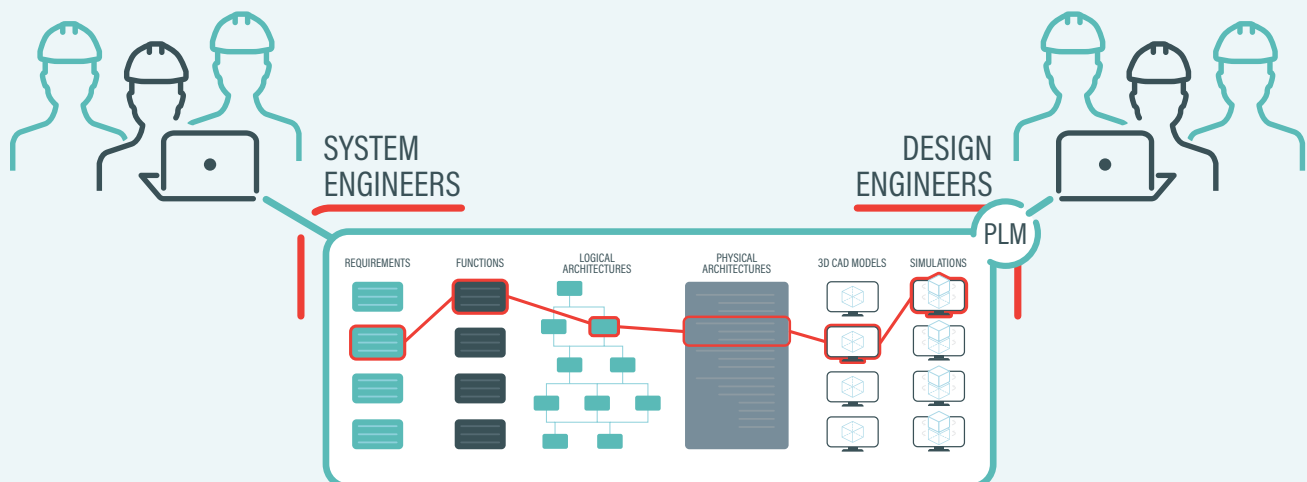 SYSTEM
ENGINEERS
DESIGN
ENGINEERS
PLM
REQUIREMENTS
FUNCTIONS
LOGICAL
ARCHITECTURES
PHYSICAL
ARCHITECTURES
3D CAD MODELS
SIMULATIONS